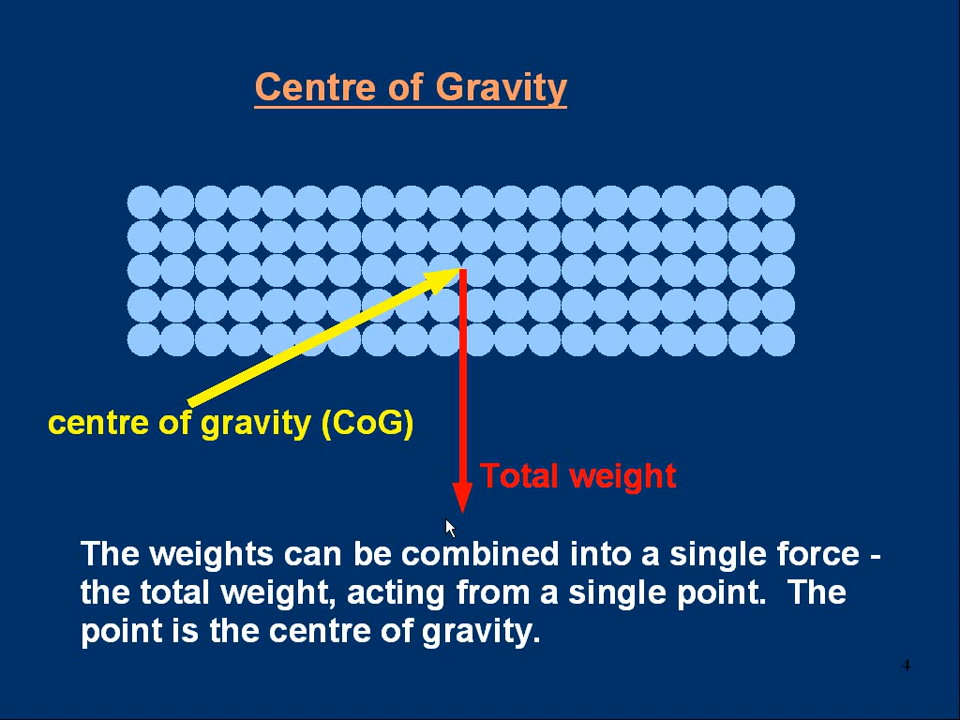 Centre of Gravity
centre of gravity (CoG)
Total weight
The weights can be combined into a single force -
the total weight, acting from a single point.  The
point is the centre of gravity.
4